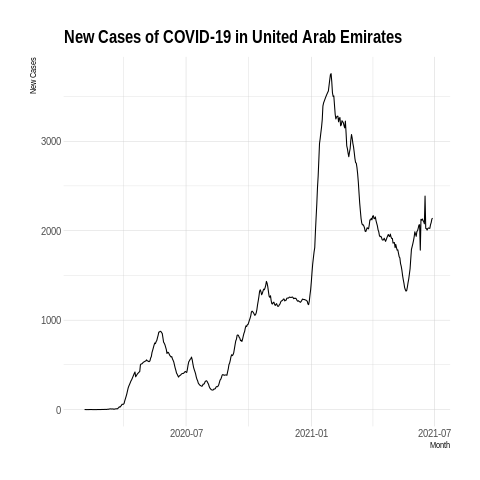 New Cases of COVID-19 in United Arab Emirates
New Cases
3000
2000
1000
0
2020-07
2021-01
2021-07
Month